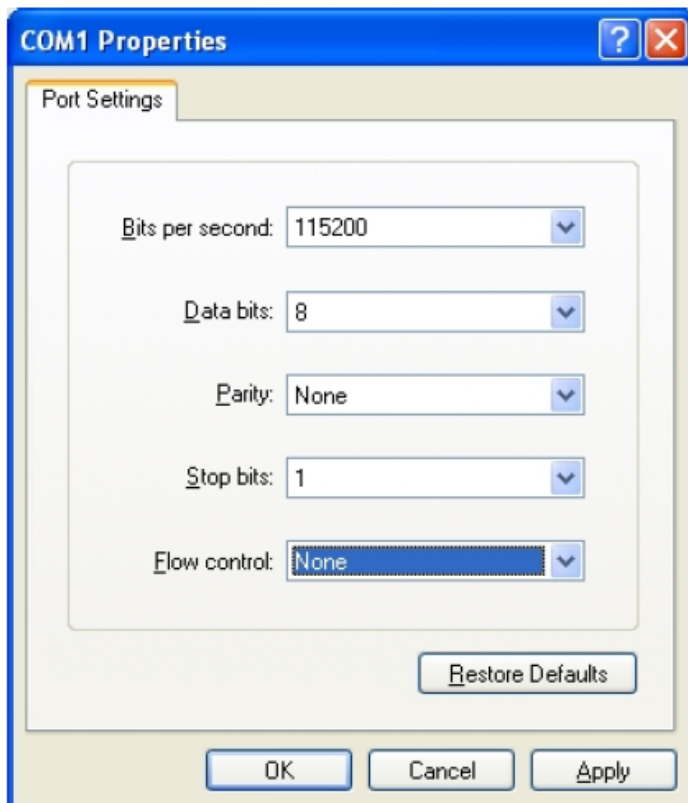 COM1 Properties
Port Settings
Bits per second: 115200
Data bits: 8
Parity: None
Stop bits: 1
Flow control: None
Restore Defaults
OK Cancel Apply